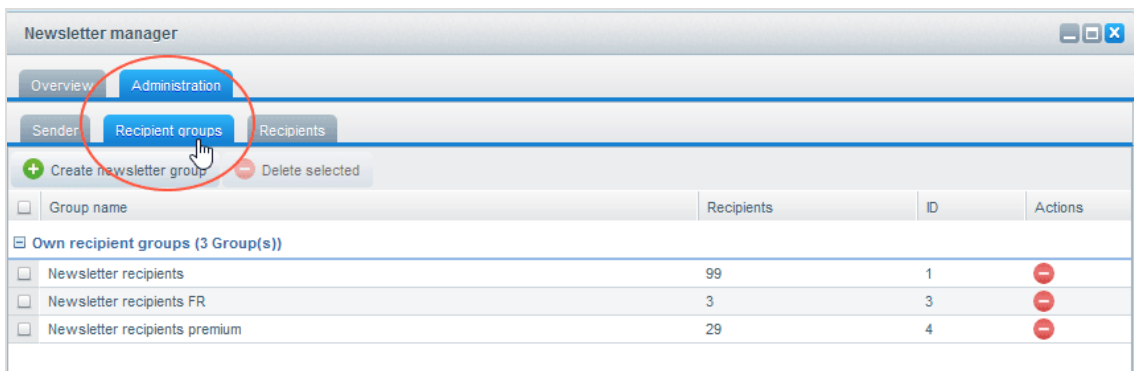 Newsletter manager
Overview Administration
Sender Recipient groups Recipients
Create newsletter group Delete selected
Group name Recipients ID Actions
Own recipient groups (3 Group(s))
Newsletter recipients 99 1
Newsletter recipients FR 3 3
Newsletter recipients premium 29 4